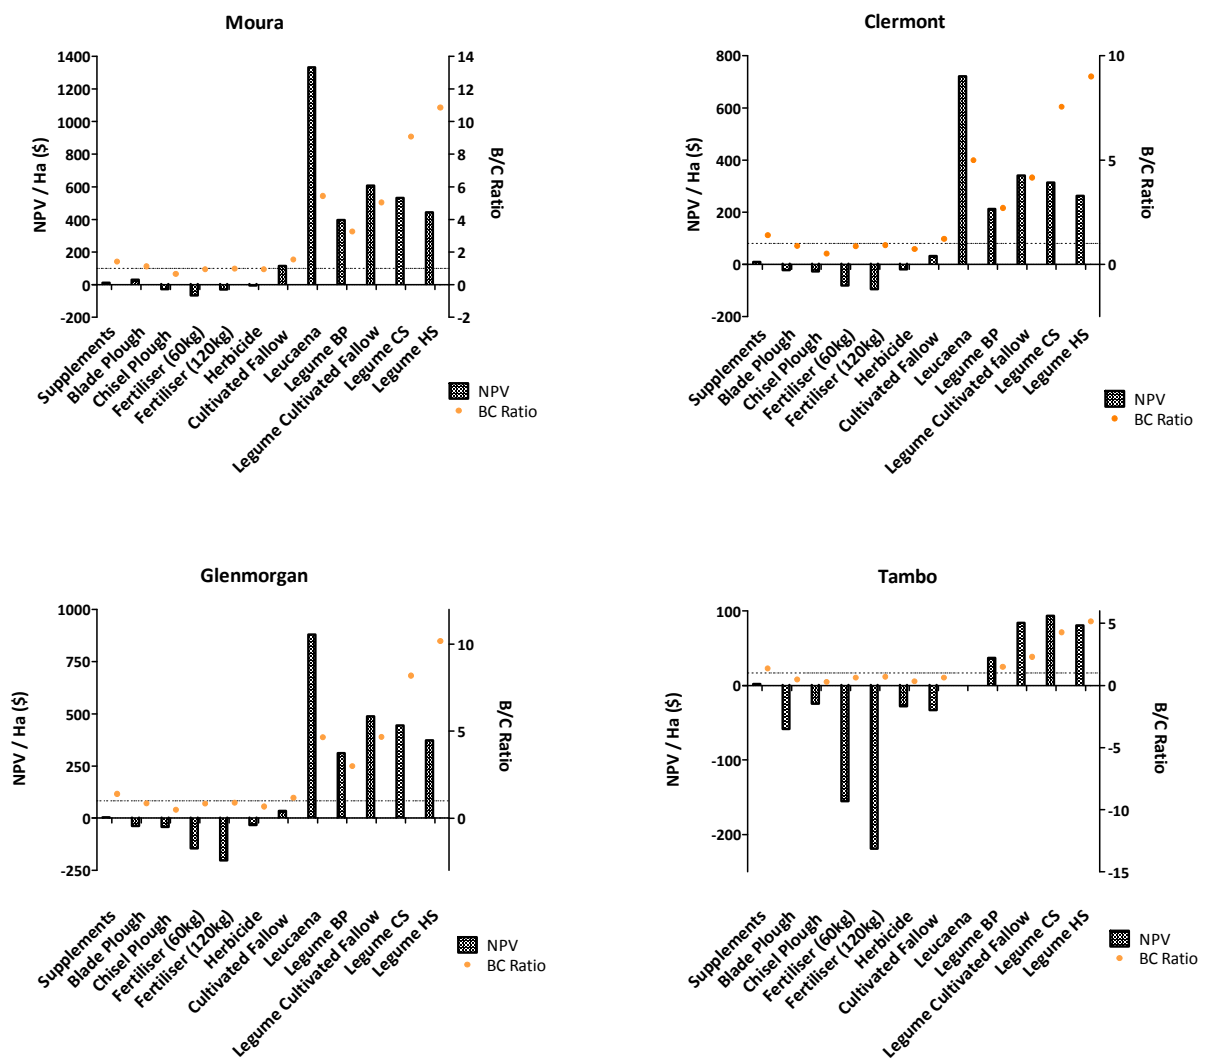 Moura
1400
1200
1000
800
600
400
200
0
-200
NPV / Ha ($)
14
12
10
8
6
4
2
0
-2
B/C Ratio
Supplements
Blade Plough
Chisel Plough
Fertiliser (60kg)
Fertiliser (120kg)
Herbicide
Cultivated Fallow
Leucaena
Legume BP
Legume Cultivated Fallow
Legume CS
Legume HS
NPV
BC Ratio
Clermont
800
600
400
200
0
-200
NPV / Ha ($)
10
5
0
B/C Ratio
Supplements
Blade Plough
Chisel Plough
Fertiliser (60kg)
Fertiliser (120kg)
Herbicide
Cultivated Fallow
Leucaena
Legume BP
Legume Cultivated fallow
Legume CS
Legume HS
NPV
BC Ratio
Glenmorgan
1000
750
500
250
0
-250
NPV / Ha ($)
10
5
0
B/C Ratio
Supplements
Blade Plough
Chisel Plough
Fertiliser (60kg)
Fertiliser (120kg)
Herbicide
Cultivated Fallow
Leucaena
Legume BP
Legume Cultivated Fallow
Legume CS
Legume HS
NPV
BC Ratio
Tambo
100
0
-100
-200
NPV / Ha ($)
5
0
-5
-10
-15
B/C Ratio
Supplements
Blade Plough
Chisel Plough
Fertiliser (60kg)
Fertiliser (120kg)
Herbicide
Cultivated Fallow
Leucaena
Legume BP
Legume Cultivated Fallow
Legume CS
Legume HS
NPV
BC Ratio